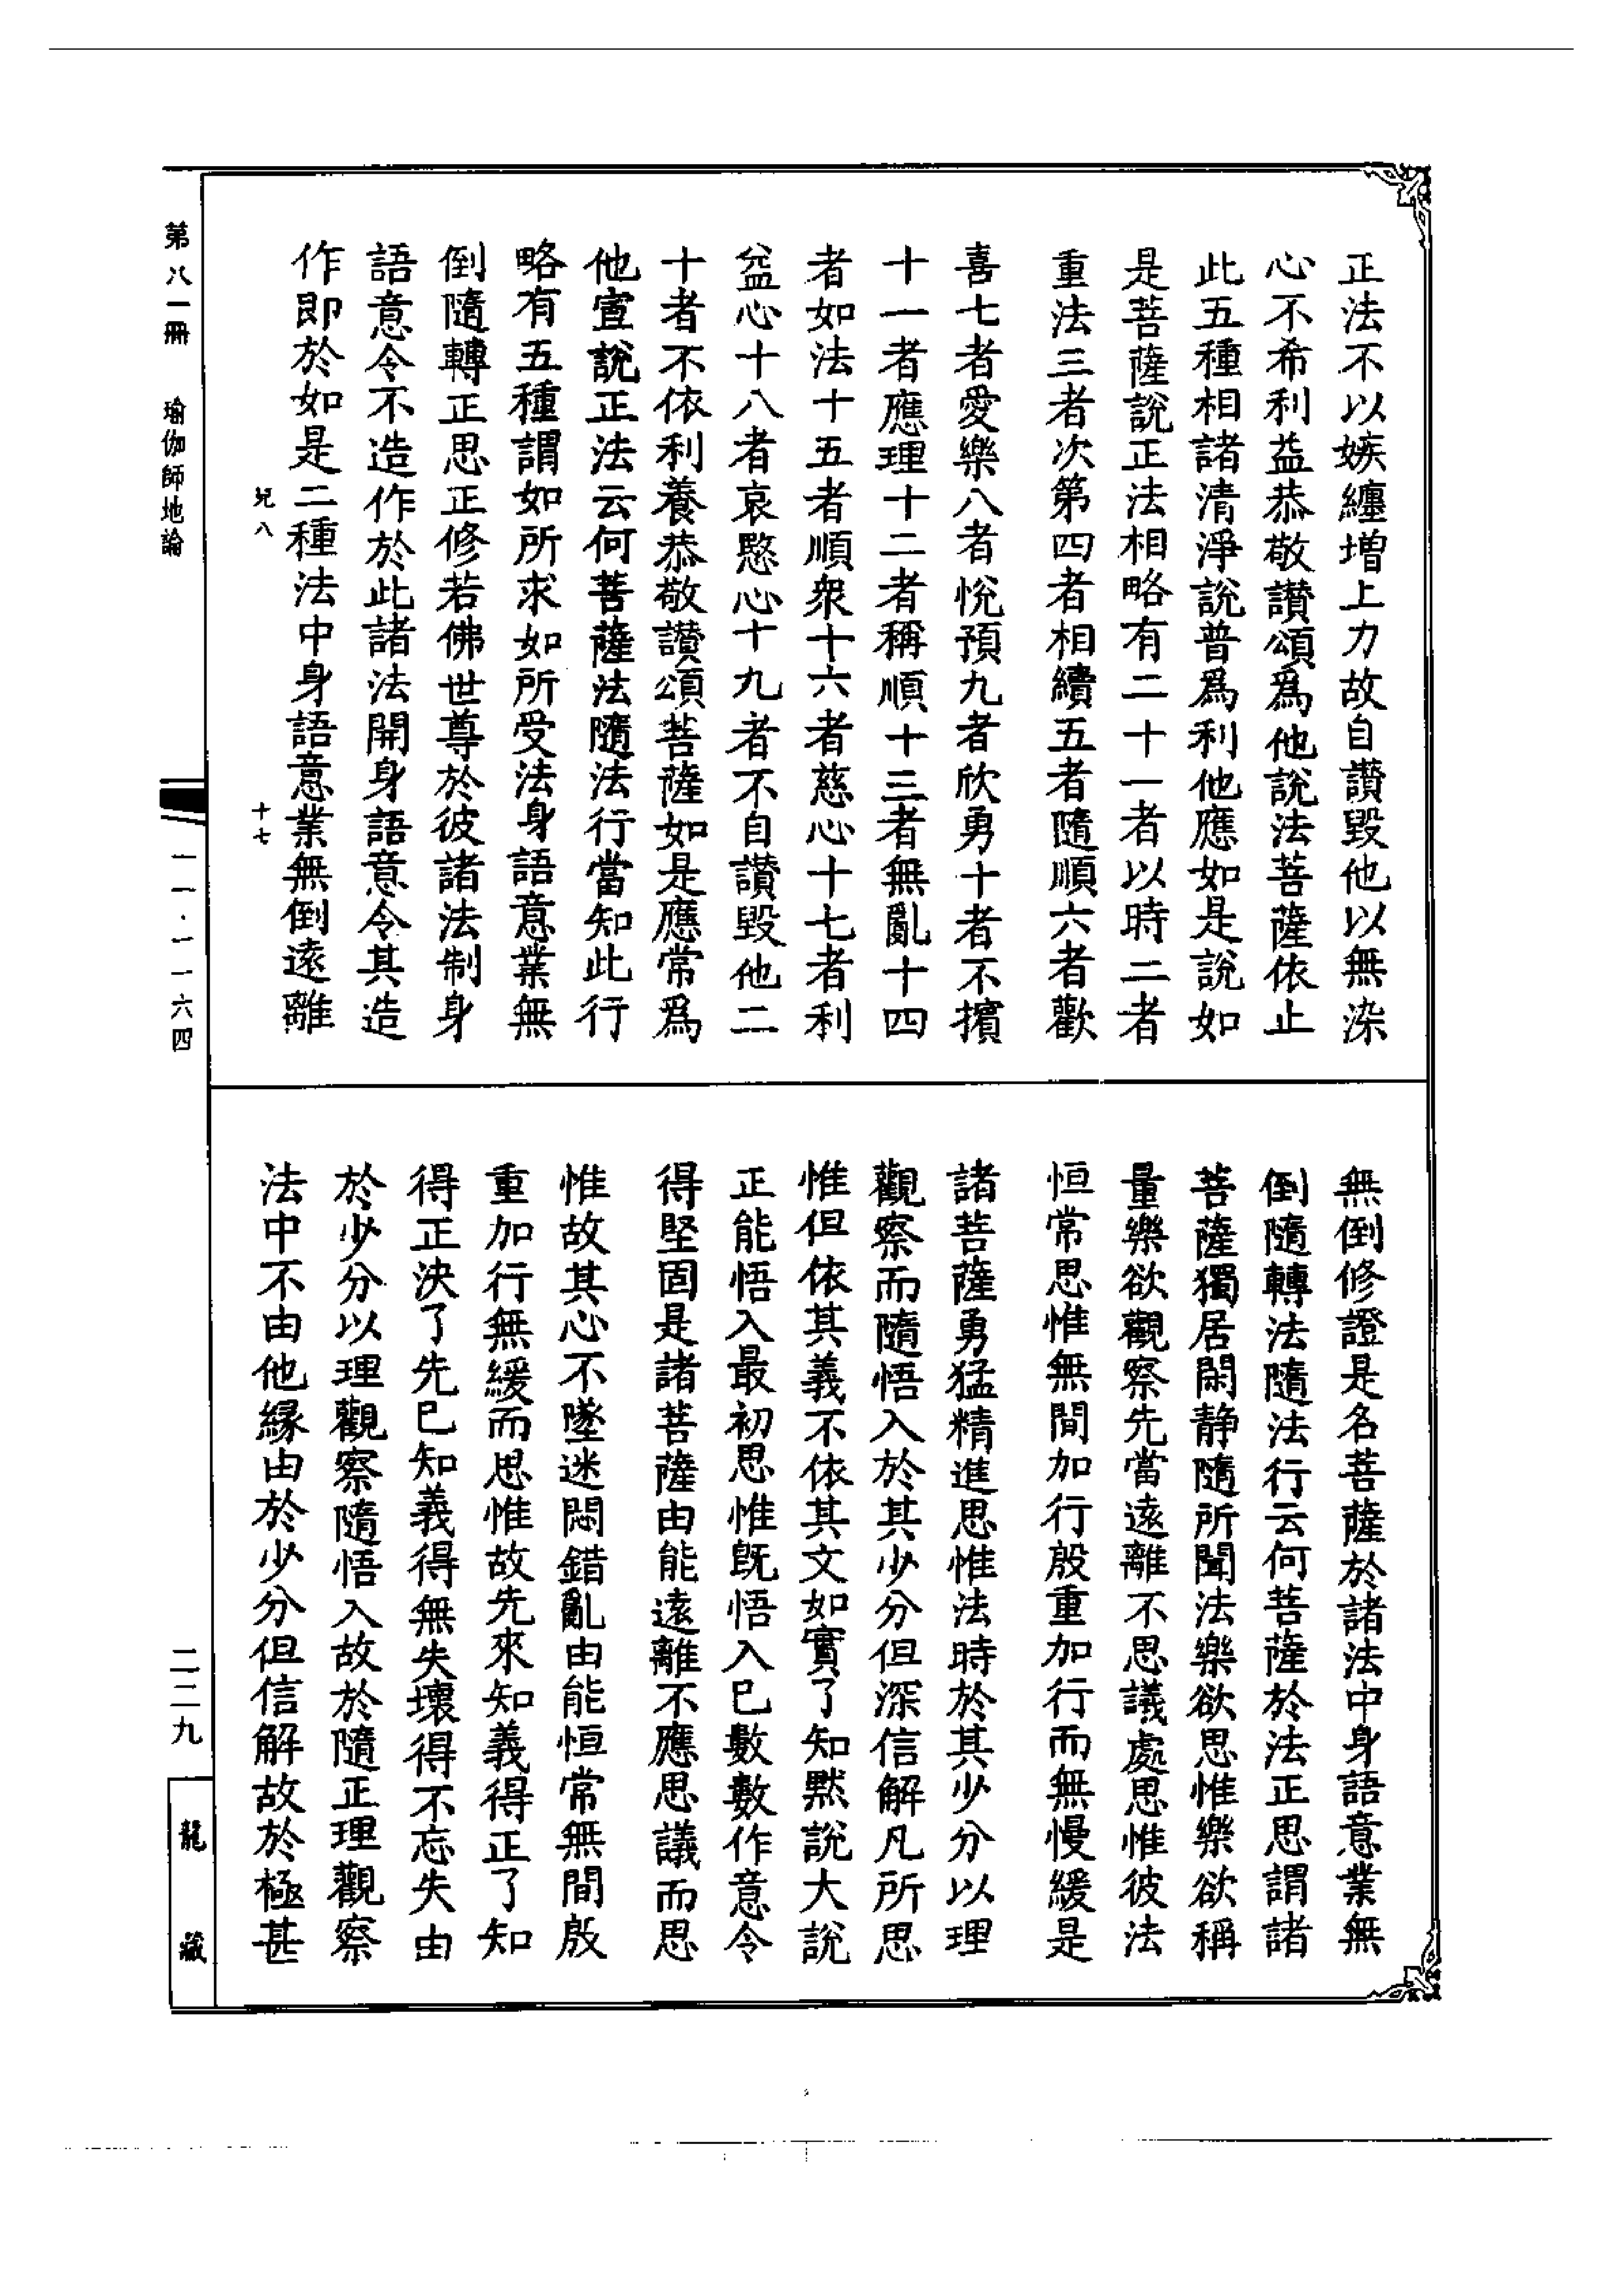 正法不以嫉纏增上力故自讚毀他以無染
心不希利益恭敬讚頌爲他說法菩薩依止
此五種相諸清淨說普爲利他應如是說如
是菩薩說正法相略有二十一者以時二者
重法三者次第四者相續五者隨順六者歡
喜七者愛樂八者悅預九者欣勇十者不擯
十一者應理十二者稱順十三者無亂十四
者如法十五者順衆十六者慈心十七者利
益心十八者哀愍心十九者不自讚毀他二
十者不依利養恭敬讚頌菩薩如是應常爲
他宣說正法云何菩薩法隨法行當知此行
略有五種謂如所求如所受法身語意業無
倒隨轉正思正修若佛世尊於彼諸法制身
語意令不造作於此諸法開身語意令其造
作即於如是二種法中身語意業無倒遠離
兒八 十七
無倒修證是名菩薩於諸法中身語意業無
倒隨轉法隨法行云何菩薩於法正思謂諸
菩薩獨居閑静隨所聞法樂欲思惟樂欲稱
量樂欲觀察先當遠離不思議處思惟彼法
恒常思惟無間加行殷重加行而無慢緩是
諸菩薩勇猛精進思惟法時於其少分以理
觀察而隨悟入於其少分但深信解凡所思
惟但依其義不依其文如實了知黙說大說
正能悟入最初思惟旣悟入已數數作意令
得堅固是諸菩薩由能遠離不應思議而思
惟故其心不墜迷悶錯亂由能恒常無間殷
重加行無緩而思惟故先來知義得正了知
得正決了先已知義得無失壞得不忘失由
於少分以理觀察隨悟入故於隨正理觀察
法中不由他緣由於少分但信解故於極甚
第八一冊 瑜伽師地論 一一·一一六四
二二九 龍藏